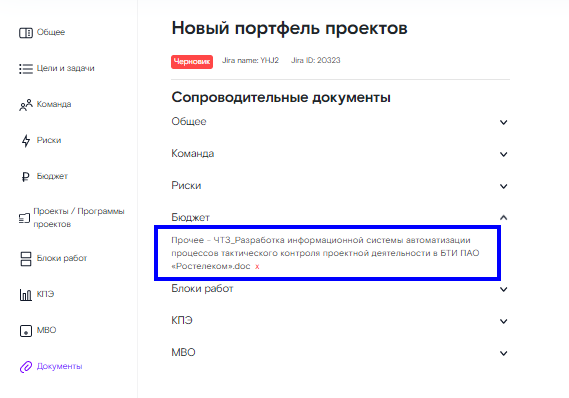 Общее
Цели и задачи
Команда
Риски
Бюджет
Проекты / Программы
проектов
Блоки работ
КПЭ
МВО
Документы
Новый портфель проектов
Черновик Jira name: YHJ2 Jira ID: 20323
Сопроводительные документы
Общее
Команда
Риски
Бюджет
Прочее - ЧТЗ_Разработка информационной системы автоматизации
процессов тактического контроля проектной деятельности в БТИ ПАО
«Ростелеком».doc x
Блоки работ
КПЭ
МВО